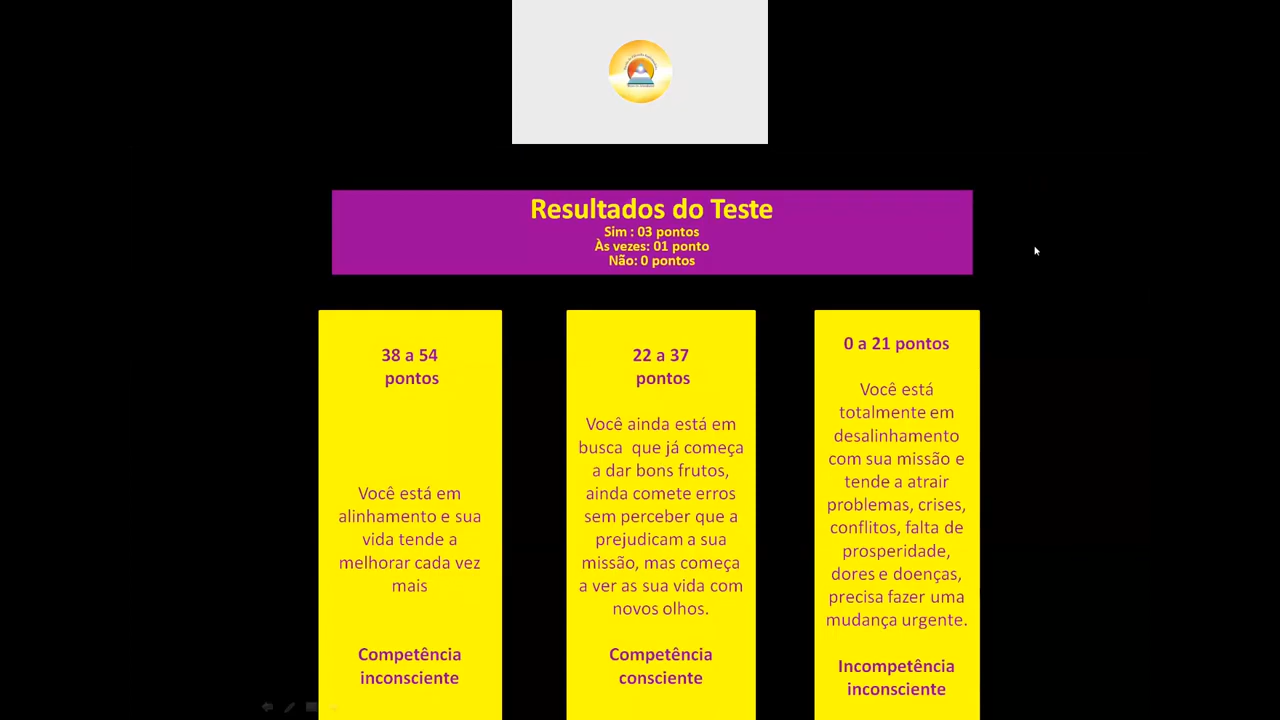 Resultados do Teste
Sim : 03 pontos
Às vezes: 01 ponto
Não: 0 pontos
38 a 54
pontos
Você está em
alinhamento e sua
vida tende a
melhorar cada vez
mais
Competência
inconsciente
22 a 37
pontos
Você ainda está em
busca que já começa
a dar bons frutos,
ainda comete erros
sem perceber que a
prejudicam a sua
missão, mas começa
a ver as sua vida com
novos olhos.
Competência
consciente
0 a 21 pontos
Você está
totalmente em
desalinhamento
com sua missão e
tende a atrair
problemas, crises,
conflitos, falta de
prosperidade,
dores e doenças,
precisa fazer uma
mudança urgente.
Incompetência
inconsciente